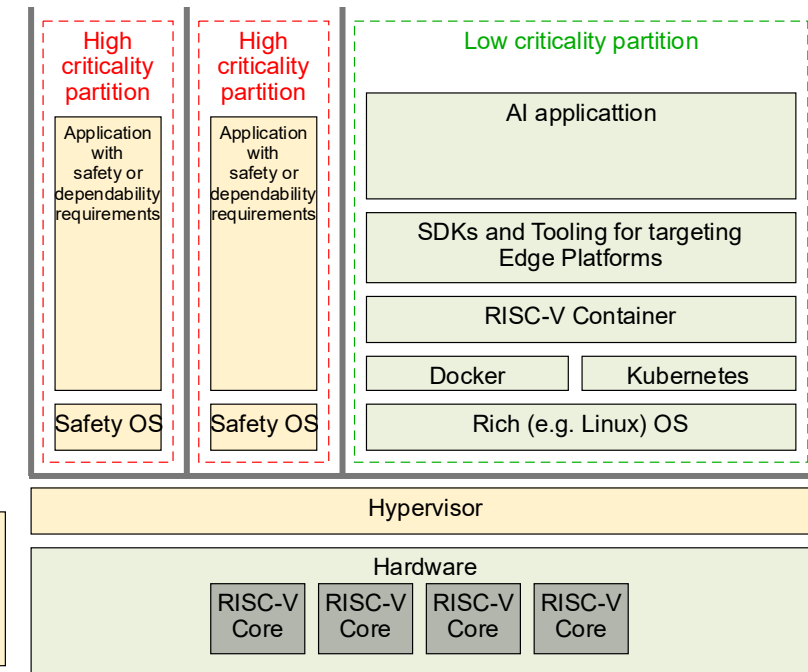 High
criticality
partition
Application
with
safety or
dependability
requirements
Safety OS
High
criticality
partition
Application
with
safety or
dependability
requirements
Safety OS
Low criticality partition
AI applicattion
SDKs and Tooling for targeting
Edge Platforms
RISC-V Container
Docker
Kubernetes
Rich (e.g. Linux) OS
Hypervisor
Hardware
RISC-V
Core
RISC-V
Core
RISC-V
Core
RISC-V
Core